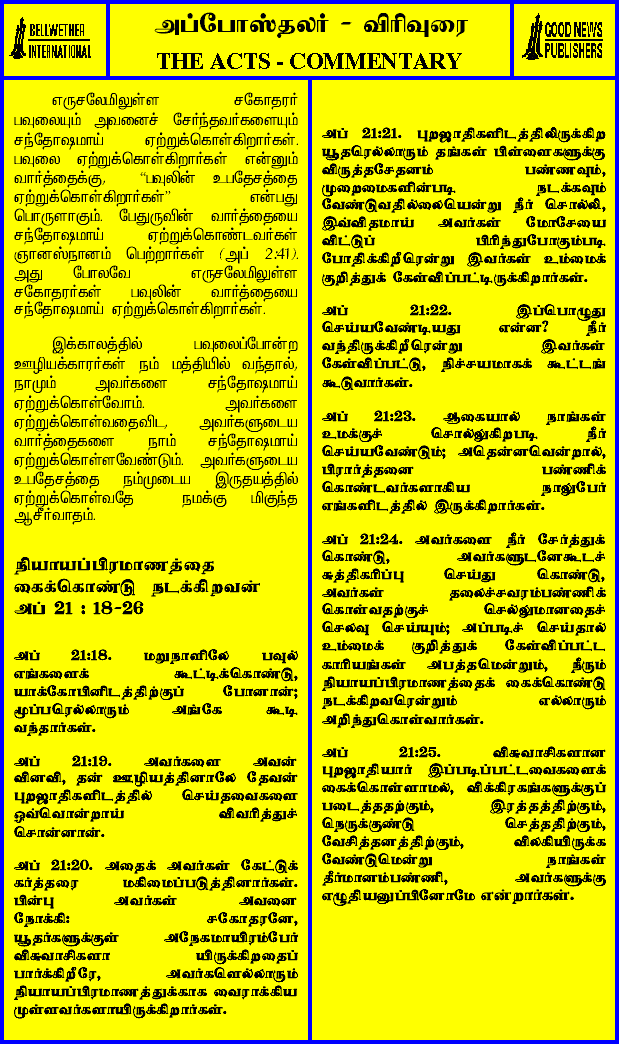 BELLWETHER
INTERNATIONAL
அப்போஸ்தலர் - விரிவுரை
THE ACTS - COMMENTARY
GOOD NEWS
PUBLISHERS
எருசலேமிலுள்ள சகோதரர்
பவுலையும் அவனைச் சேர்ந்தவர்களையும்
சந்தோஷமாய் ஏற்றுக்கொள்கிறார்கள்.
பவுலை ஏற்றுக்கொள்கிறார்கள் என்னும்
வார்த்தைக்கு, “பவுலின் உபதேசத்தை
ஏற்றுக்கொள்கிறார்கள்” என்பது
பொருளாகும். பேதுருவின் வார்த்தையை
சந்தோஷமாய் ஏற்றுக்கொண்டவர்கள்
ஞானஸ்நானம் பெற்றார்கள் (அப் 2:41).
அது போலவே எருசலேமிலுள்ள
சகோதரர்கள் பவுலின் வார்த்தையை
சந்தோஷமாய் ஏற்றுக்கொள்கிறார்கள்.
இக்காலத்தில் பவுலைப்போன்ற
ஊழியக்காரர்கள் நம் மத்தியில் வந்தால்,
நாமும் அவர்களை சந்தோஷமாய்
ஏற்றுக்கொள்வோம். அவர்களை
ஏற்றுக்கொள்வதைவிட, அவர்களுடைய
வார்த்தைகளை நாம் சந்தோஷமாய்
ஏற்றுக்கொள்ளவேண்டும். அவர்களுடைய
உபதேசத்தை நம்முடைய இருதயத்தில்
ஏற்றுக்கொள்வதே நமக்கு மிகுந்த
ஆசீர்வாதம்.
நியாயப்பிரமாணத்தை
கைக்கொண்டு நடக்கிறவன்
அப் 21 : 18-26
அப் 21:18. மறுநாளிலே பவுல்
எங்களைக் கூட்டிக்கொண்டு,
யாக்கோபினிடத்திற்குப் போனான்;
மூப்பரெல்லாரும் அங்கே கூடி
வந்தார்கள்.
அப் 21:19. அவர்களை அவன்
வினவி, தன் ஊழியத்தினாலே தேவன்
புறஜாதிகளிடத்தில் செய்தவைகளை
ஒவ்வொன்றாய் விவரித்துச்
சொன்னான்.
அப் 21:20. அதைக் அவர்கள் கேட்டுக்
கர்த்தரை மகிமைப்படுத்தினார்கள்.
பின்பு அவர்கள் அவனை
நோக்கி: சகோதரனே,
யூதர்களுக்குள் அநேகமாயிரம்பேர்
விசுவாசிகளா யிருக்கிறதைப்
பார்க்கிறீரே, அவர்களெல்லாரும்
நியாயப்பிரமாணத்துக்காக வைராக்கிய
முள்ளவர்களாயிருக்கிறார்கள்.
அப் 21:21. புறஜாதிகளிடத்திலிருக்கிற
யூதரெல்லாரும் தங்கள் பிள்ளைகளுக்கு
விருத்தசேதனம் பண்ணவும்,
முறைமைகளின்படி நடக்கவும்
வேண்டுவதில்லையென்று நீர் சொல்லி,
இவ்விதமாய் அவர்கள் மோசேயை
விட்டுப் பிரிந்துபோகும்படி
போதிக்கிறீரென்று இவர்கள் உம்மைக்
குறித்துக் கேள்விப்பட்டிருக்கிறார்கள்.
அப் 21:22. இப்பொழுது
செய்யவேண்டியது என்ன? நீர்
வந்திருக்கிறீரென்று இவர்கள்
கேள்விப்பட்டு, நிச்சயமாகக் கூட்டங்
கூடுவார்கள்.
அப் 21:23. ஆகையால் நாங்கள்
உமக்குச் சொல்லுகிறபடி நீர்
செய்யவேண்டும்; அதென்னவென்றால்,
பிரார்த்தனை பண்ணிக்
கொண்டவர்களாகிய நாலுபேர்
எங்களிடத்தில் இருக்கிறார்கள்.
அப் 21:24. அவர்களை நீர் சேர்த்துக்
கொண்டு, அவர்களுடனேகூடச்
சுத்திகரிப்பு செய்து கொண்டு,
அவர்கள் தலைச்சவரம்பண்ணிக்
கொள்வதற்குச் செல்லுமானதைச்
செலவு செய்யும்; அப்படிச் செய்தால்
உம்மைக் குறித்துக் கேள்விப்பட்ட
காரியங்கள் அபத்தமென்றும், நீரும்
நியாயப்பிரமாணத்தைக் கைக்கொண்டு
நடக்கிறவரென்றும் எல்லாரும்
அறிந்துகொள்வார்கள்.
அப் 21:25. விசுவாசிகளான
புறஜாதியார் இப்படிப்பட்டவைகளைக்
கைக்கொள்ளாமல், விக்கிரகங்களுக்குப்
படைத்ததற்கும், இரத்தத்திற்கும்,
நெருக்குண்டு செத்ததிற்கும்,
வேசித்தனத்திற்கும், விலகியிருக்க
வேண்டுமென்று நாங்கள்
தீர்மானம்பண்ணி, அவர்களுக்கு
எழுதியனுப்பினோமே என்றார்கள்.